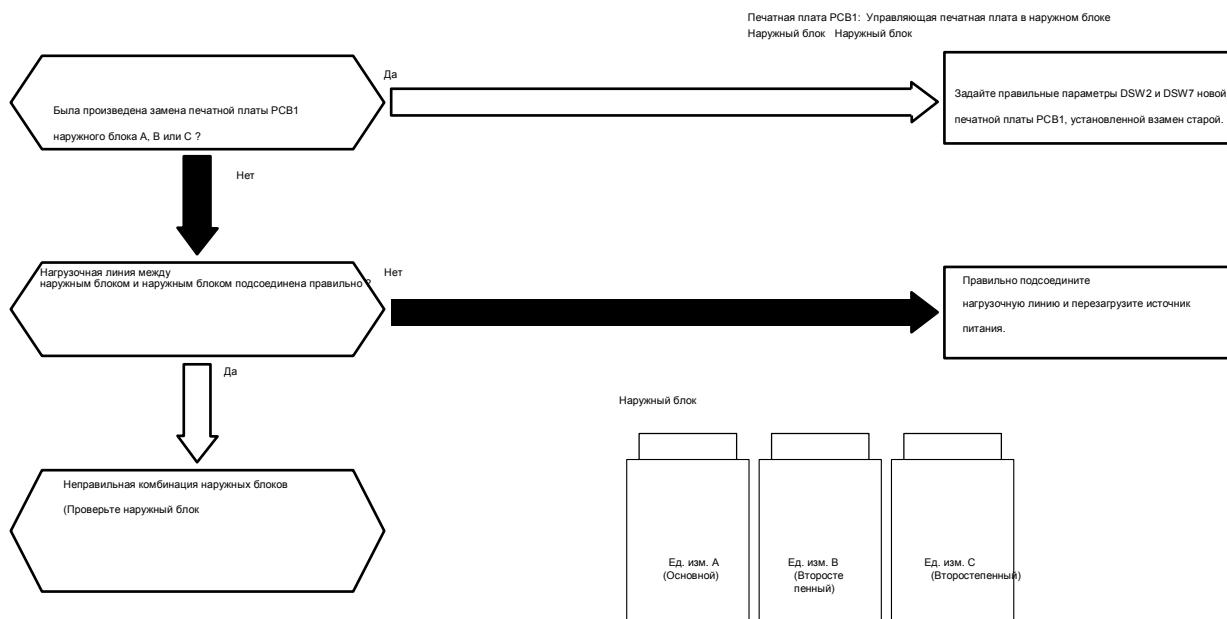 Печатная плата PCB1: Управляющая печатная плата в наружном блоке
Наружный блок Наружный блок
Да
Была произведена замена печатной платы PCB1
наружного блока A, B или C ?
Задайте правильные параметры DSW2 и DSW7 новой
печатной платы PCB1, установленной взамен старой.
Нет
Нагрузочная линия между
наружным блоком и наружным блоком подсоединена правильно ?
Нет
Правильно подсоедините
нагрузочную линию и перезагрузите источник
питания.
Да
Наружный блок
Неправильная комбинация наружных блоков
(Проверьте наружный блок
Ед. изм. A
(Основной)
Ед. изм. B
(Второсте
пенный)
Ед. изм. C
(Второстепенный)